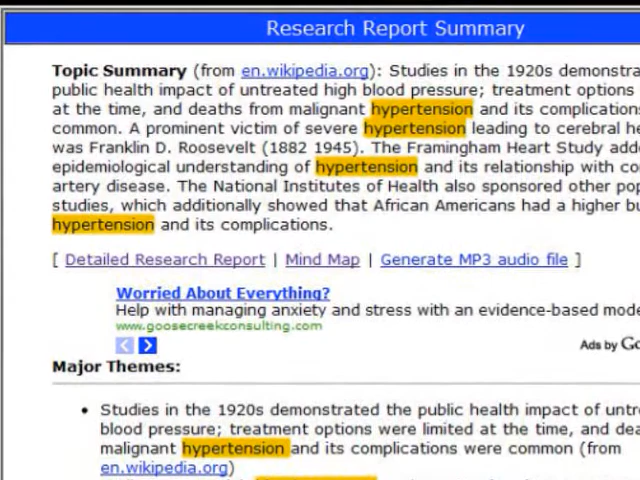 Research Report Summary
Topic Summary (from en.wikipedia.org): Studies in the 1920s demonstra
public health impact of untreated high blood pressure; treatment options
at the time, and deaths from malignant hypertension and its complications
common. A prominent victim of severe hypertension leading to cerebral he
was Franklin D. Roosevelt (1882 1945). The Framingham Heart Study adde
epidemiological understanding of hypertension and its relationship with co
artery disease. The National Institutes of Health also sponsored other pop
studies, which additionally showed that African Americans had a higher bu
hypertension and its complications.
[ Detailed Research Report | Mind Map | Generate MP3 audio file ]
Worried About Everything?
Help with managing anxiety and stress with an evidence-based mode
www.goosecreekconsulting.com
Ads by Go
Major Themes:
• Studies in the 1920s demonstrated the public health impact of untr
blood pressure; treatment options were limited at the time, and dea
malignant hypertension and its complications were common (from
en.wikipedia.org)